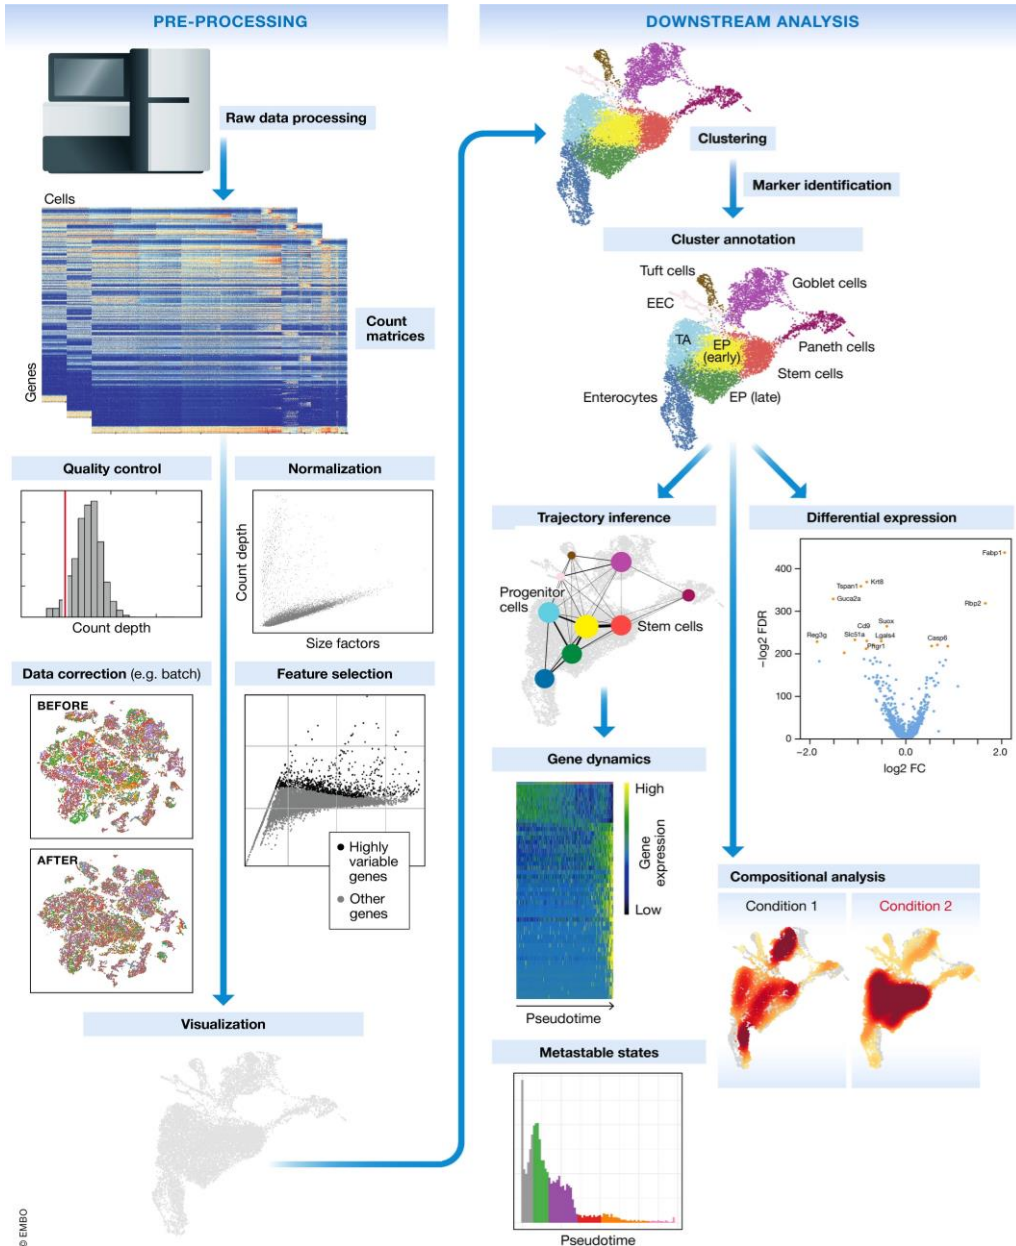 PRE-PROCESSING
Raw data processing
Cells
Genes
Count
matrices
Quality control
Count depth
Normalization
Count depth
Size factors
Data correction (e.g. batch)
BEFORE
AFTER
Feature selection
Highly
variable
genes
Other
genes
Visualization
© EMBO
DOWNSTREAM ANALYSIS
Clustering
Marker identification
Cluster annotation
Tuft cells
Goblet cells
EEC
TA
EP
(early)
Paneth cells
Stem cells
Enterocytes
EP (late)
Trajectory inference
Progenitor
cells
Stem cells
Gene dynamics
High
Gene
expression
Low
Pseudotime
Metastable states
Pseudotime
Differential expression
Fabp1
400
Tspan1
Krt8
Guca2a
Rbp2
300
Suox
Cd9
Reg3g
Slc51a
Lgals4
Casp6
Pfngr1
200
100
0
−log2 FDR
−2.0
0.0
2.0
log2 FC
Compositional analysis
Condition 1
Condition 2